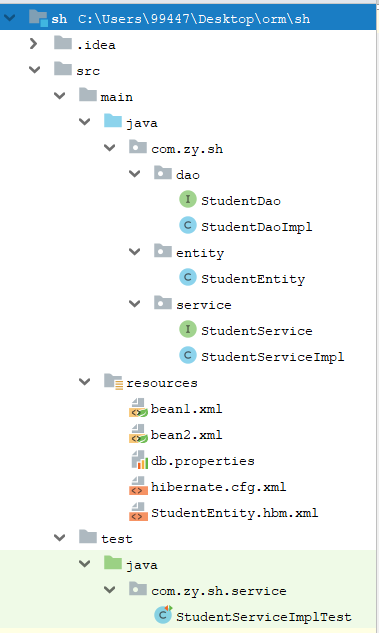 sh C:\Users\99447\Desktop\orm\sh
.idea
src
main
java
com.zy.sh
dao
StudentDao
StudentDaoImpl
entity
StudentEntity
service
StudentService
StudentServiceImpl
resources
bean1.xml
bean2.xml
db.properties
hibernate.cfg.xml
StudentEntity.hbm.xml
test
java
com.zy.sh.service
StudentServiceImplTest